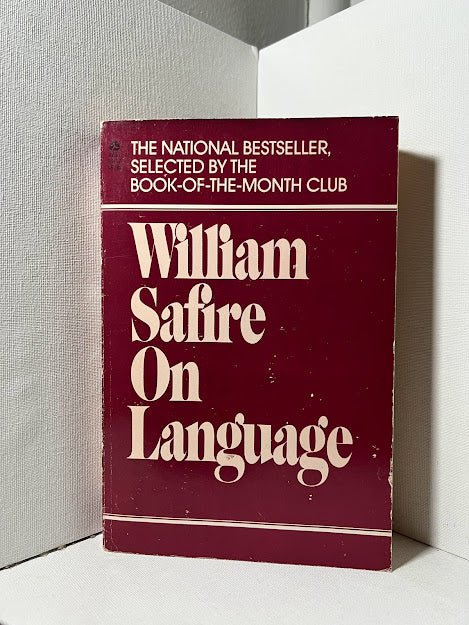 THE NATIONAL BESTSELLER,
SELECTED BY THE
BOOK-OF-THE-MONTH CLUB
William
Safire
On
Language